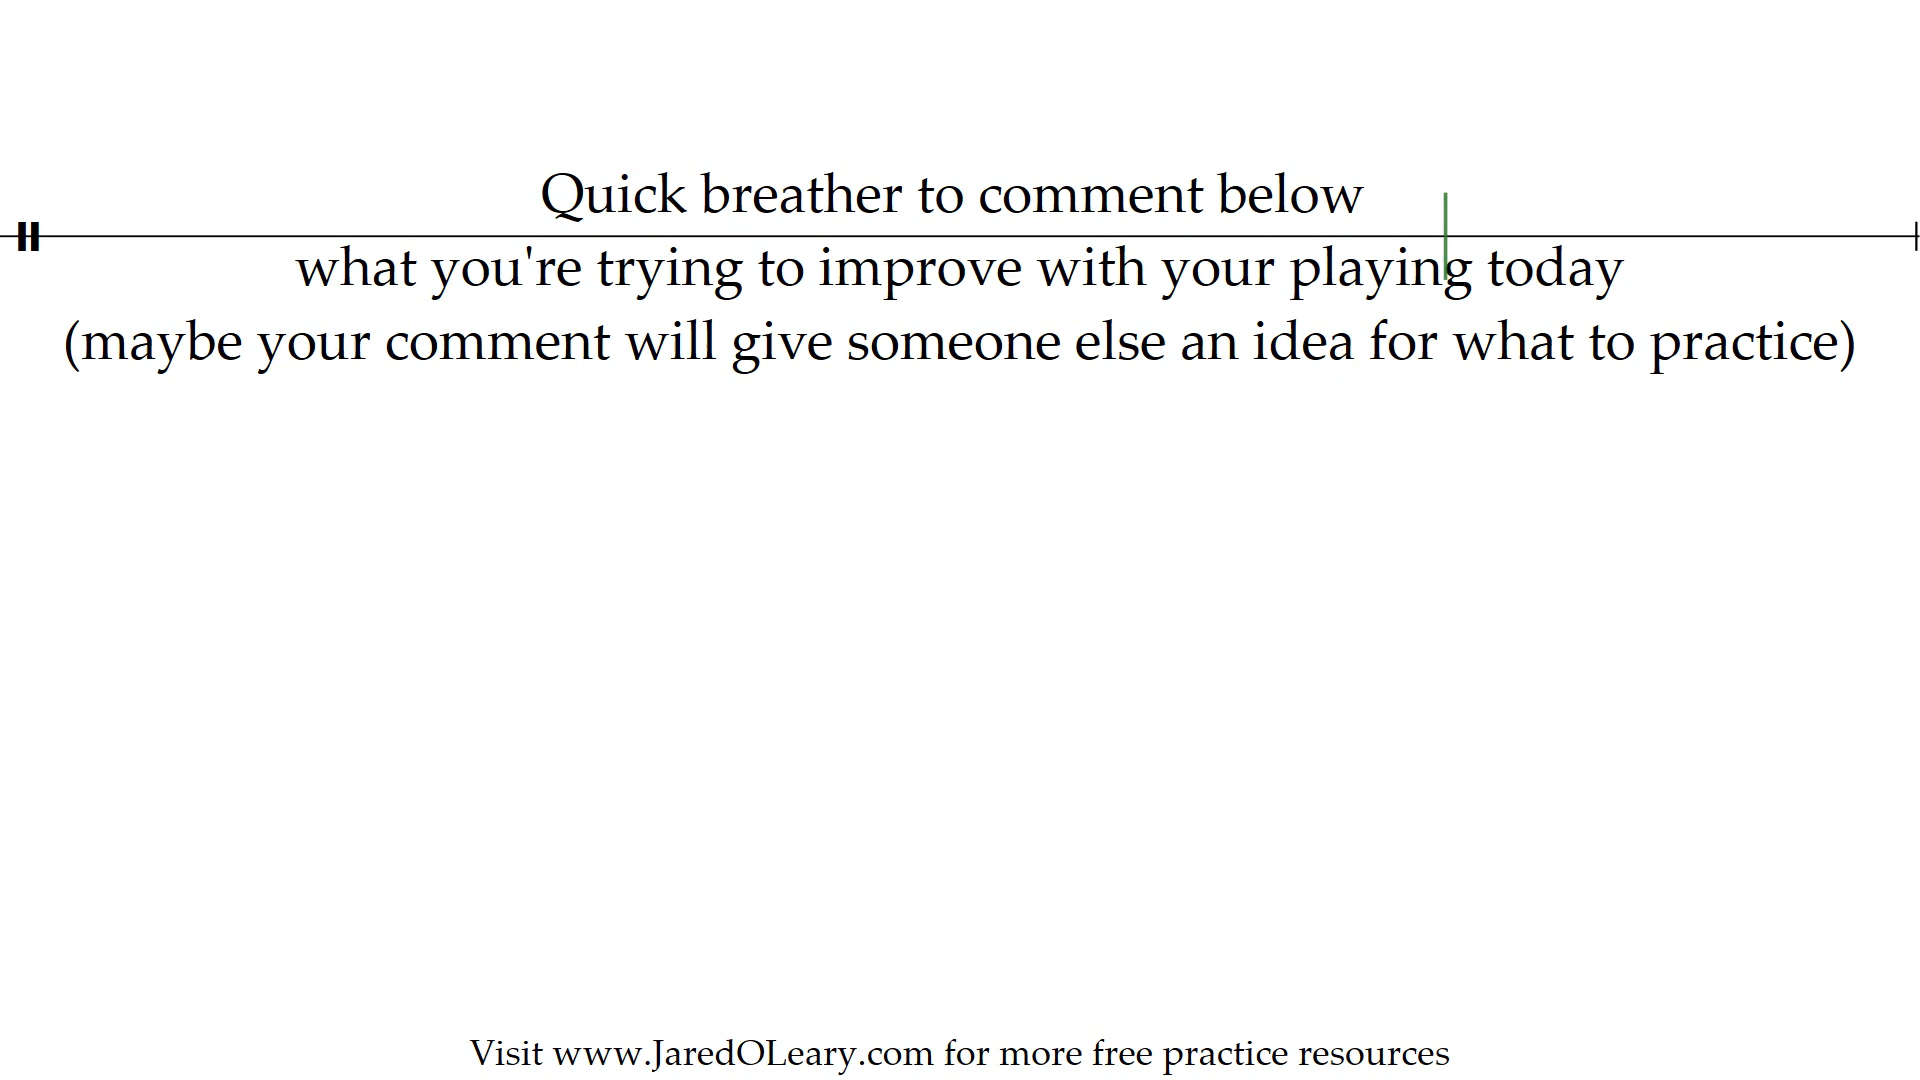 Quick breather to comment below
what you're trying to improve with your playing today
(maybe your comment will give someone else an idea for what to practice)
Visit www.JaredOLeary.com for more free practice resources